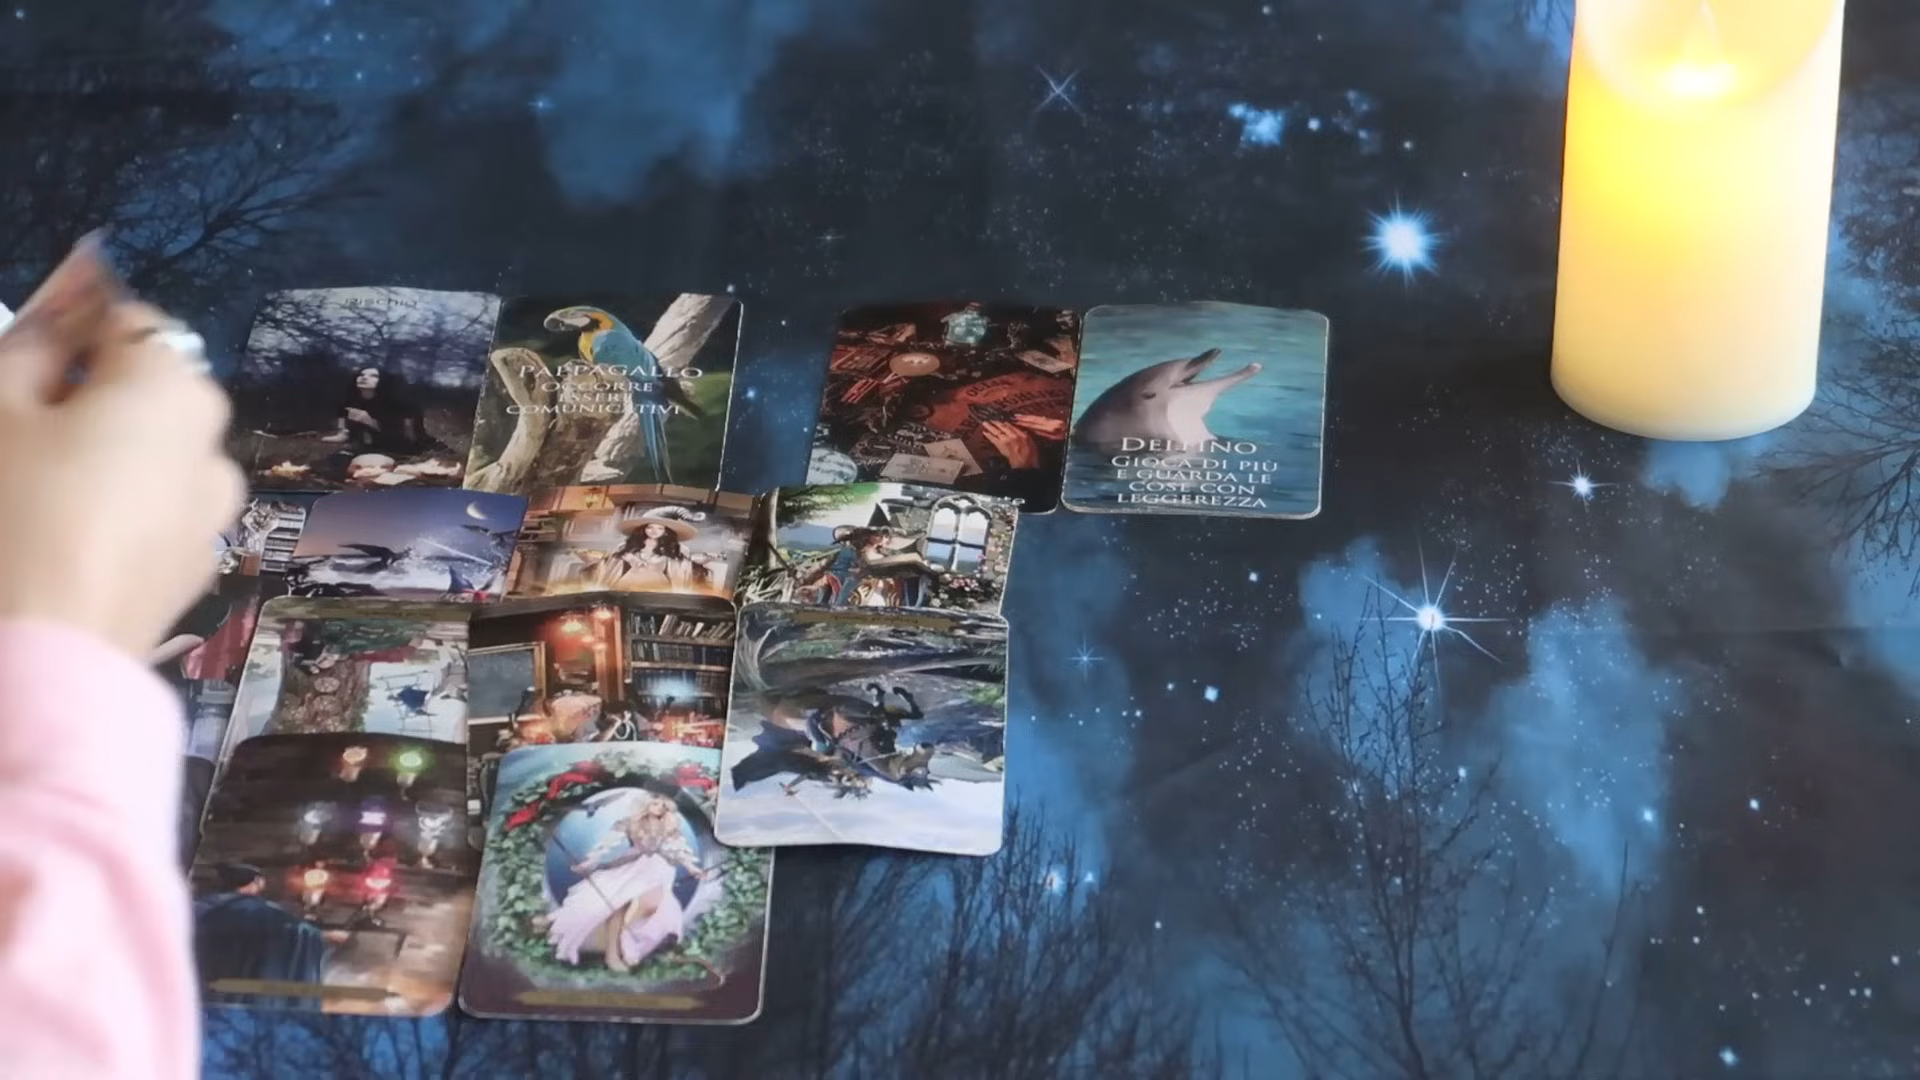 Rischio
PAPPAGALLO
OCCORRE
ESSERE
COMUNICATIVI
DELFINO
GIOCA DI PIÙ
E GUARDA LE
COSE CON
LEGGEREZZA